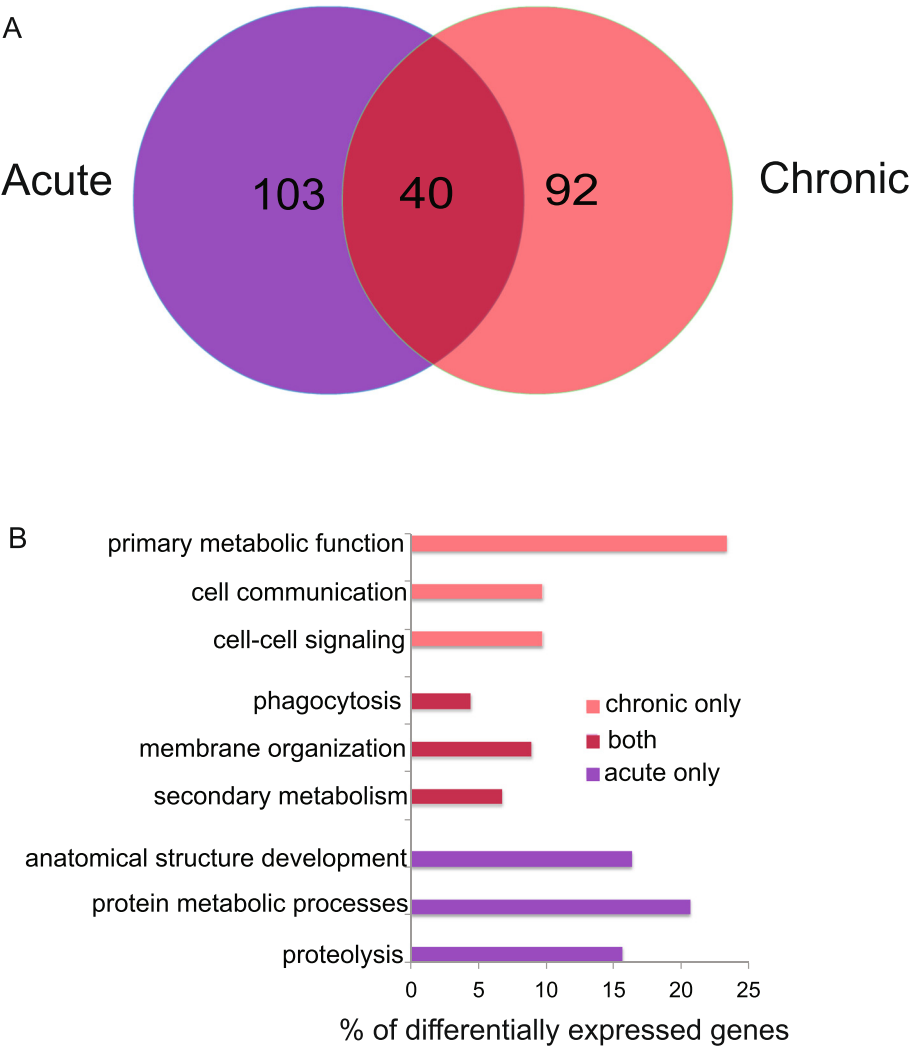 A
Acute
103
40
92
Chronic
B
primary metabolic function
cell communication
cell-cell signaling
phagocytosis
membrane organization
secondary metabolism
anatomical structure development
protein metabolic processes
proteolysis
chronic only
both
acute only
0 5 10 15 20 25
% of differentially expressed genes